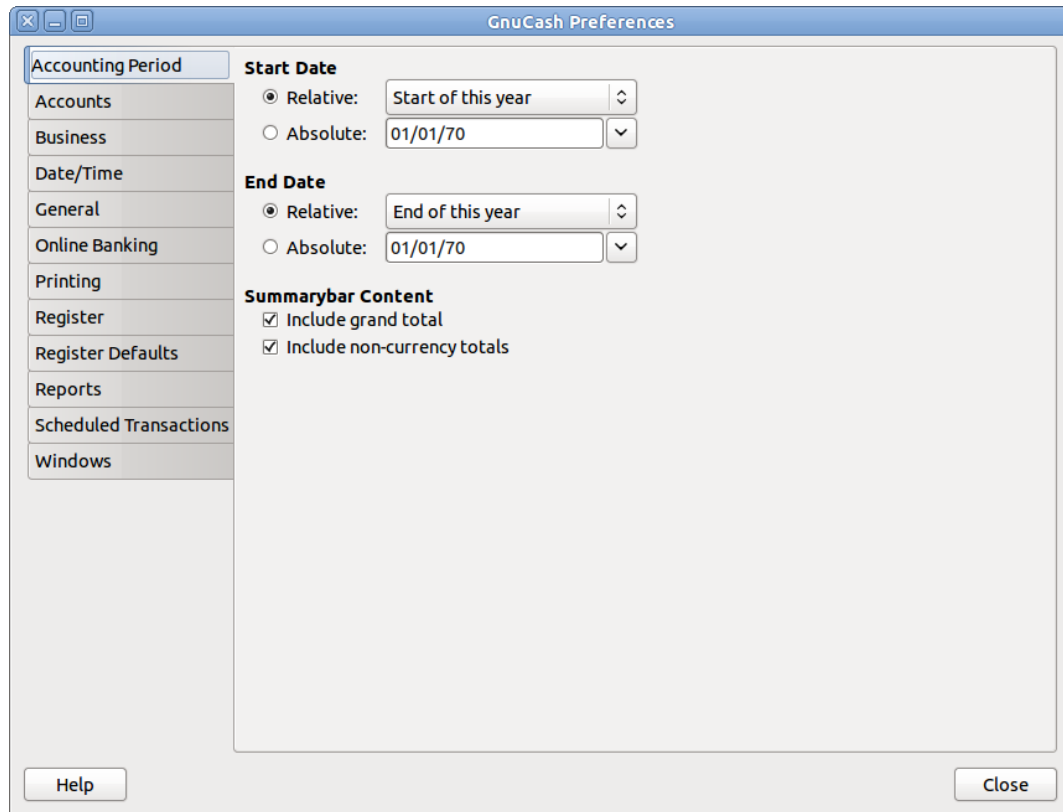 GnuCash Preferences
Accounting Period
Accounts
Business
Date/Time
General
Online Banking
Printing
Register
Register Defaults
Reports
Scheduled Transactions
Windows
Start Date
Relative: Start of this year
Absolute: 01/01/70
End Date
Relative: End of this year
Absolute: 01/01/70
Summarybar Content
Include grand total
Include non-currency totals
Help
Close